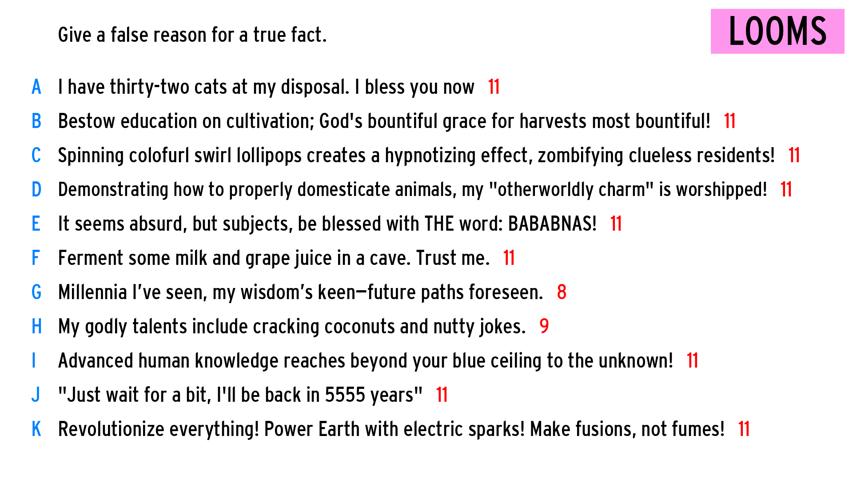 Give a false reason for a true fact.
LOOMS
A I have thirty-two cats at my disposal. I bless you now 11
B Bestow education on cultivation; God's bountiful grace for harvests most bountiful! 11
C Spinning colofurl swirl lollipops creates a hypnotizing effect, zombifying clueless residents! 11
D Demonstrating how to properly domesticate animals, my "otherworldly charm" is worshipped! 11
E It seems absurd, but subjects, be blessed with THE word: BABABNAS! 11
F Ferment some milk and grape juice in a cave. Trust me. 11
G Millennia I’ve seen, my wisdom’s keen—future paths foreseen. 8
H My godly talents include cracking coconuts and nutty jokes. 9
I Advanced human knowledge reaches beyond your blue ceiling to the unknown! 11
J "Just wait for a bit, I'll be back in 5555 years" 11
K Revolutionize everything! Power Earth with electric sparks! Make fusions, not fumes! 11